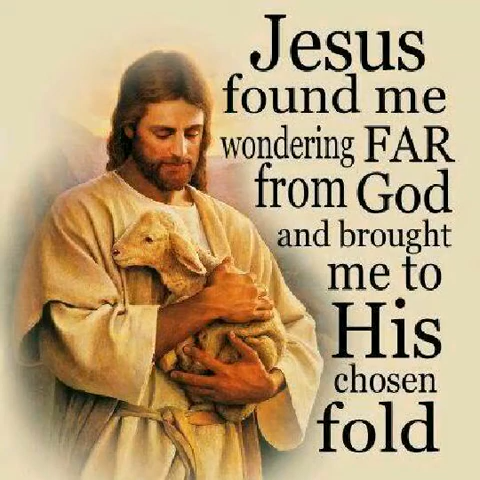 Jesus
found me
wondering FAR
from God
and brought
me to
His
chosen
fold